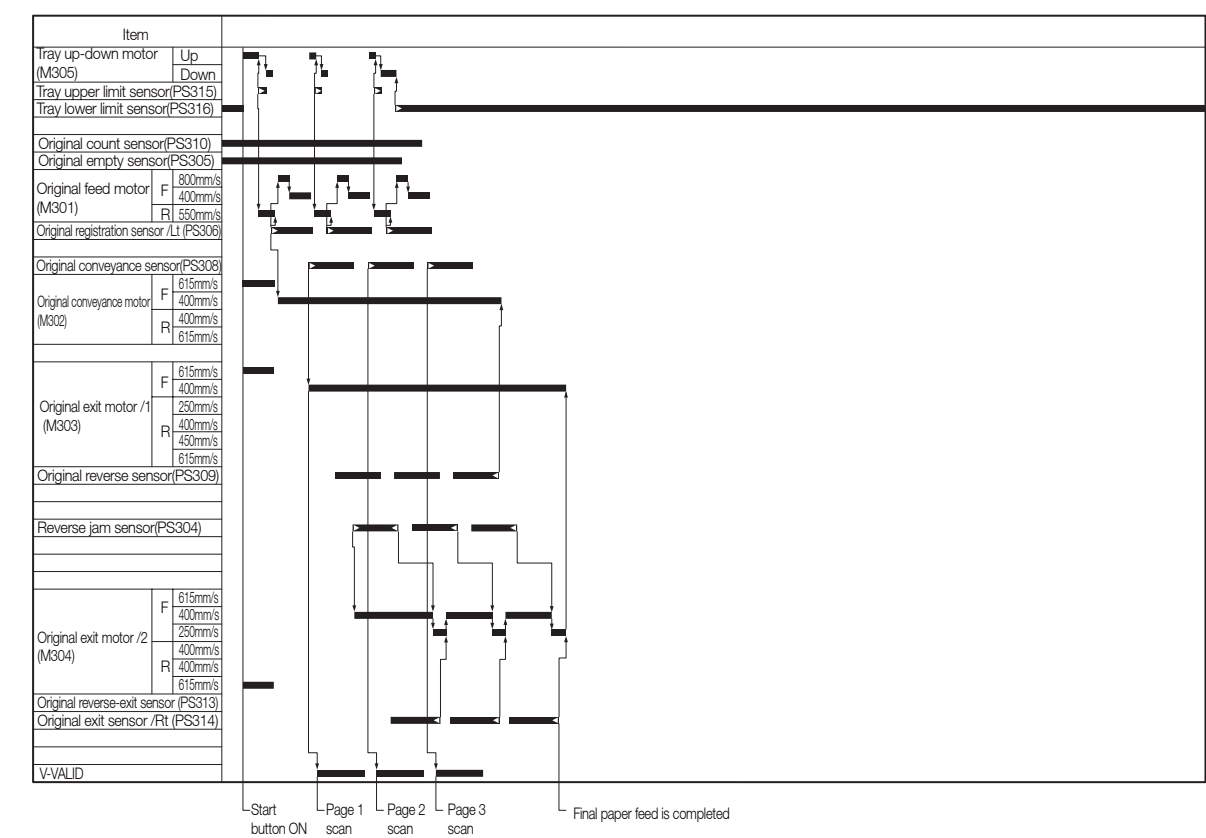 Item
Tray up-down motor Up
(M305) Down
Tray upper limit sensor(PS315)
Tray lower limit sensor(PS316)
Original count sensor(PS310)
Original empty sensor(PS305)
Original feed motor F 800mm/s
400mm/s
(M301) R 550mm/s
Original registration sensor /Lt (PS306)
Original conveyance sensor(PS308)
Original conveyance motor F 615mm/s
400mm/s
(M302) R 400mm/s
615mm/s
F 615mm/s
400mm/s
Original exit motor /1 250mm/s
(M303) R 400mm/s
450mm/s
615mm/s
Original reverse sensor(PS309)
Reverse jam sensor(PS304)
F 615mm/s
400mm/s
Original exit motor /2 250mm/s
(M304) 400mm/s
R 400mm/s
615mm/s
Original reverse-exit sensor (PS313)
Original exit sensor /Rt (PS314)
V-VALID
Start
button ON
Page 1
scan
Page 2
scan
Page 3
scan
Final paper feed is completed